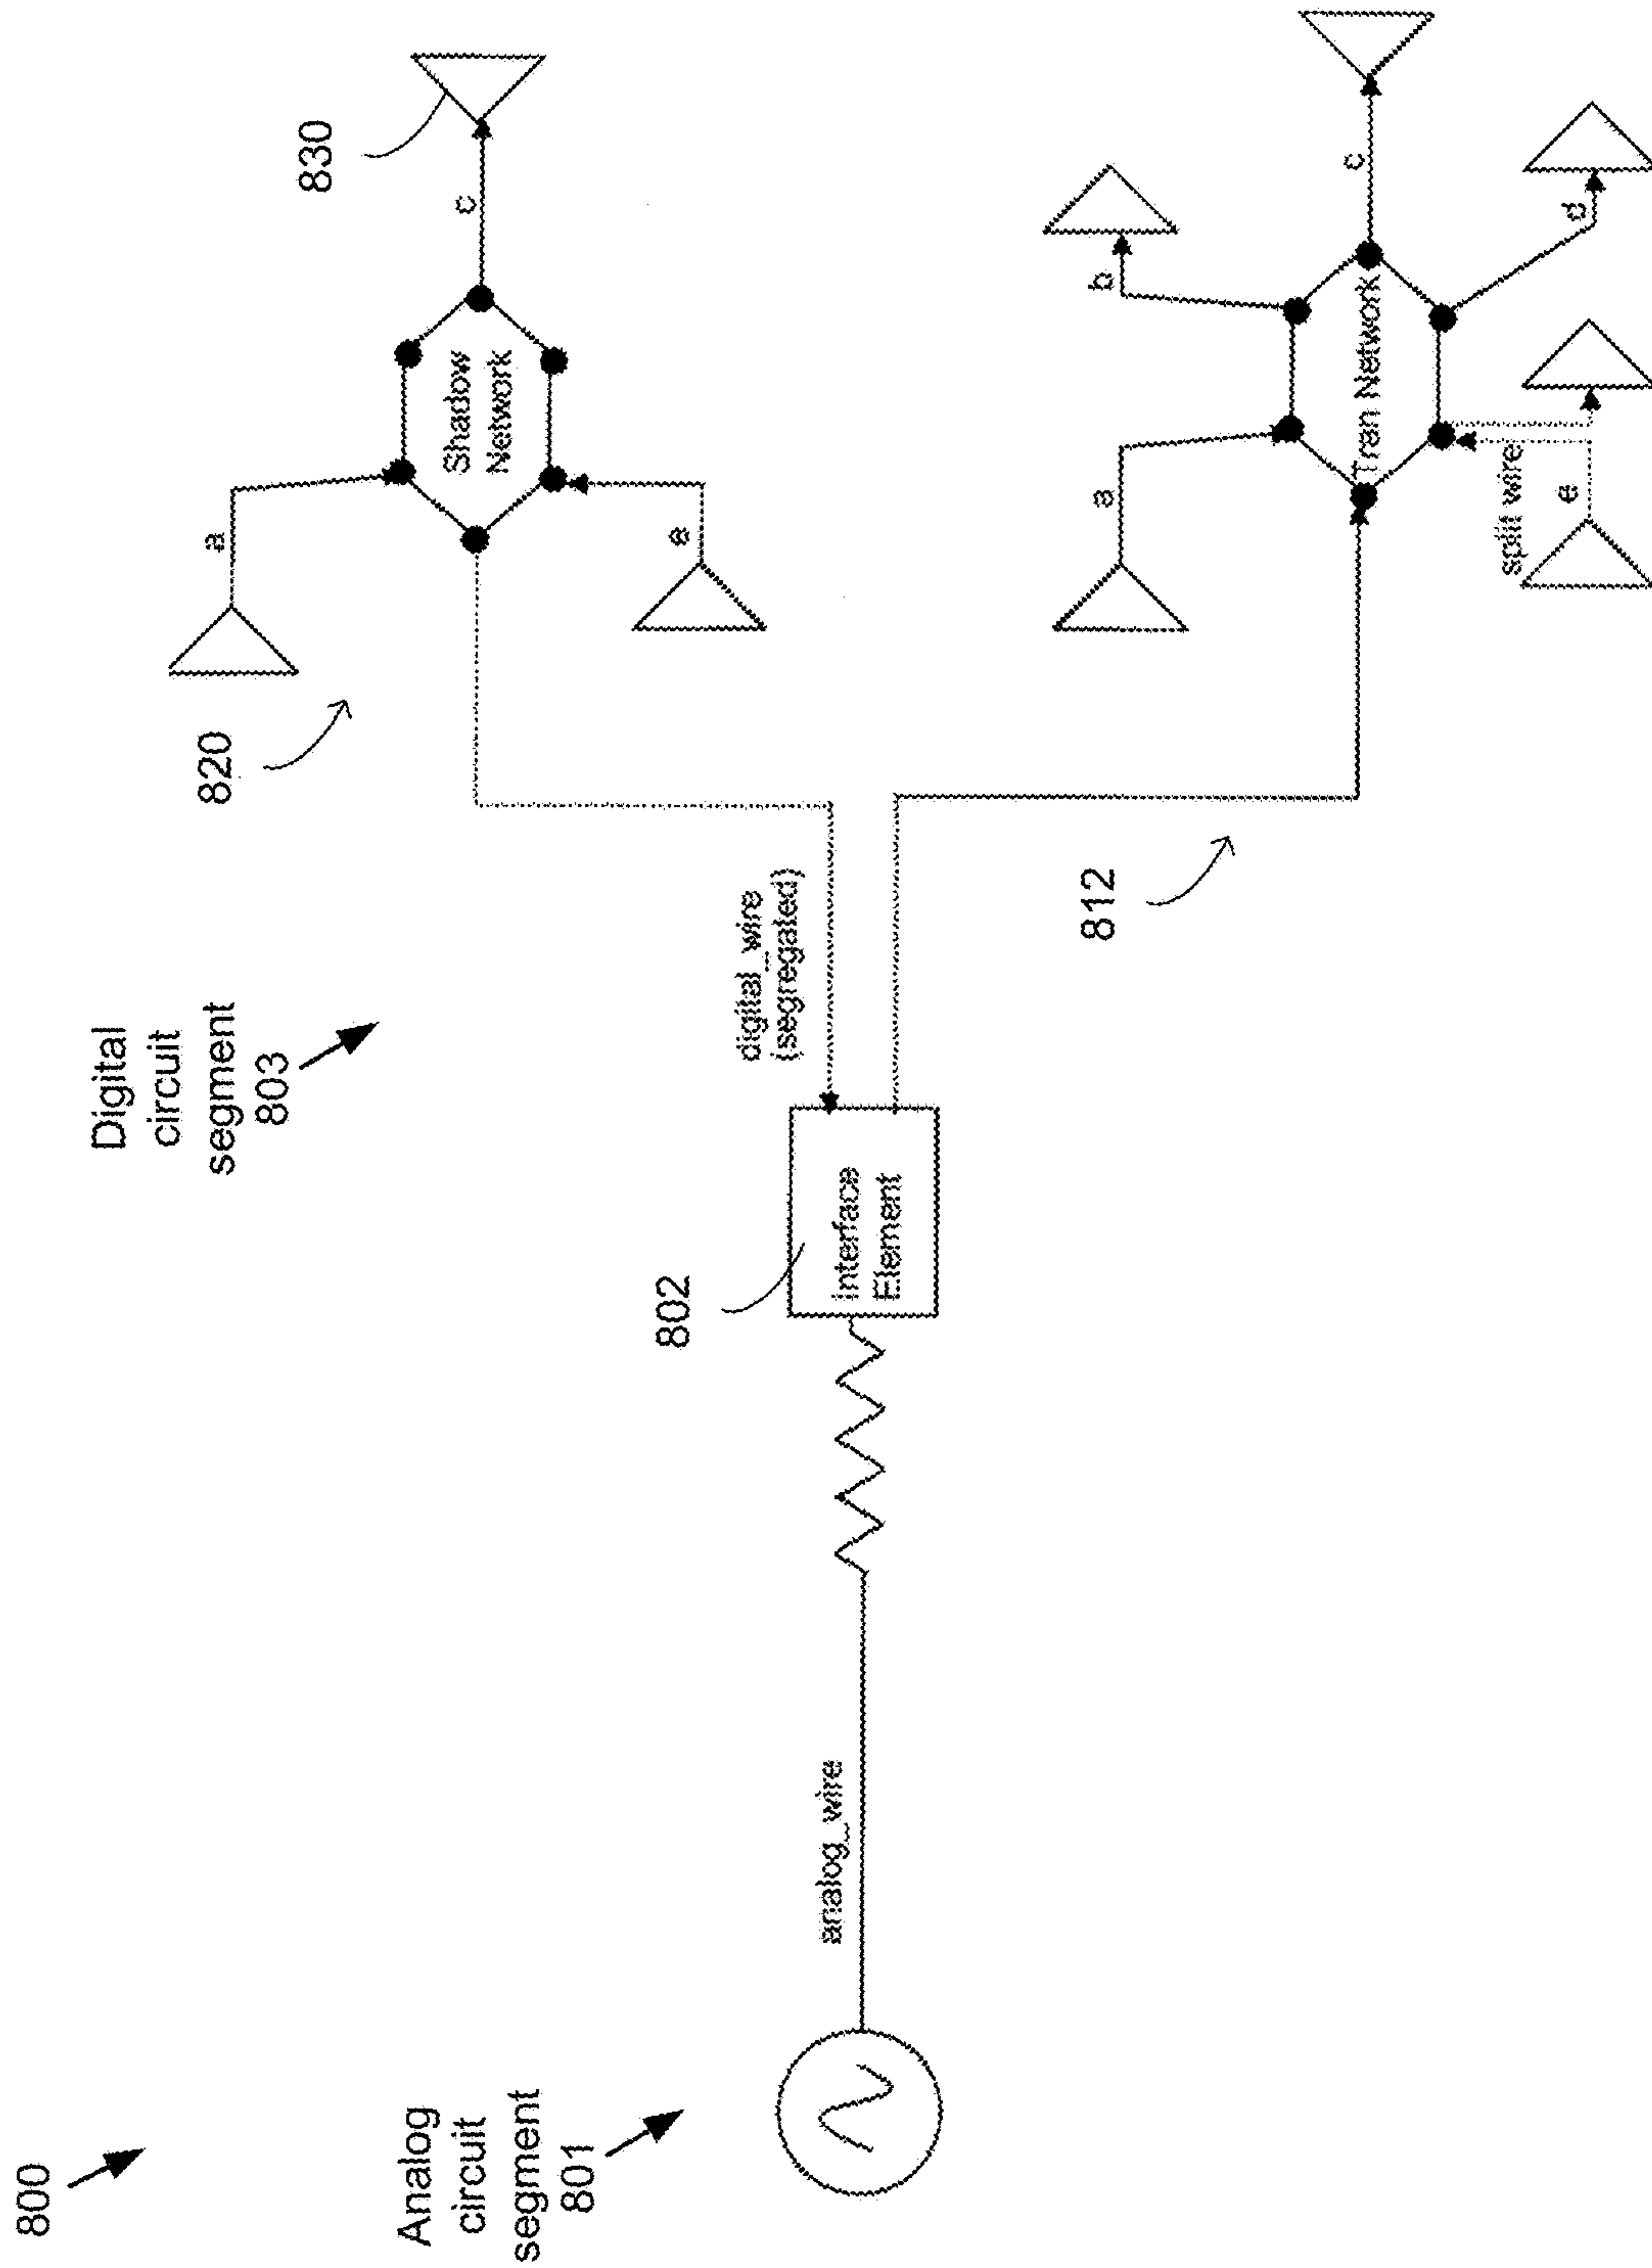 800
Analog
circuit
segment
801
analog_wire
802
Interface
Element
Digital
circuit
segment
803
digital_wire
(segregated)
820
a
Shadow
Network
e
c
830
812
a
b
Tran Network
c
d
split wire
e